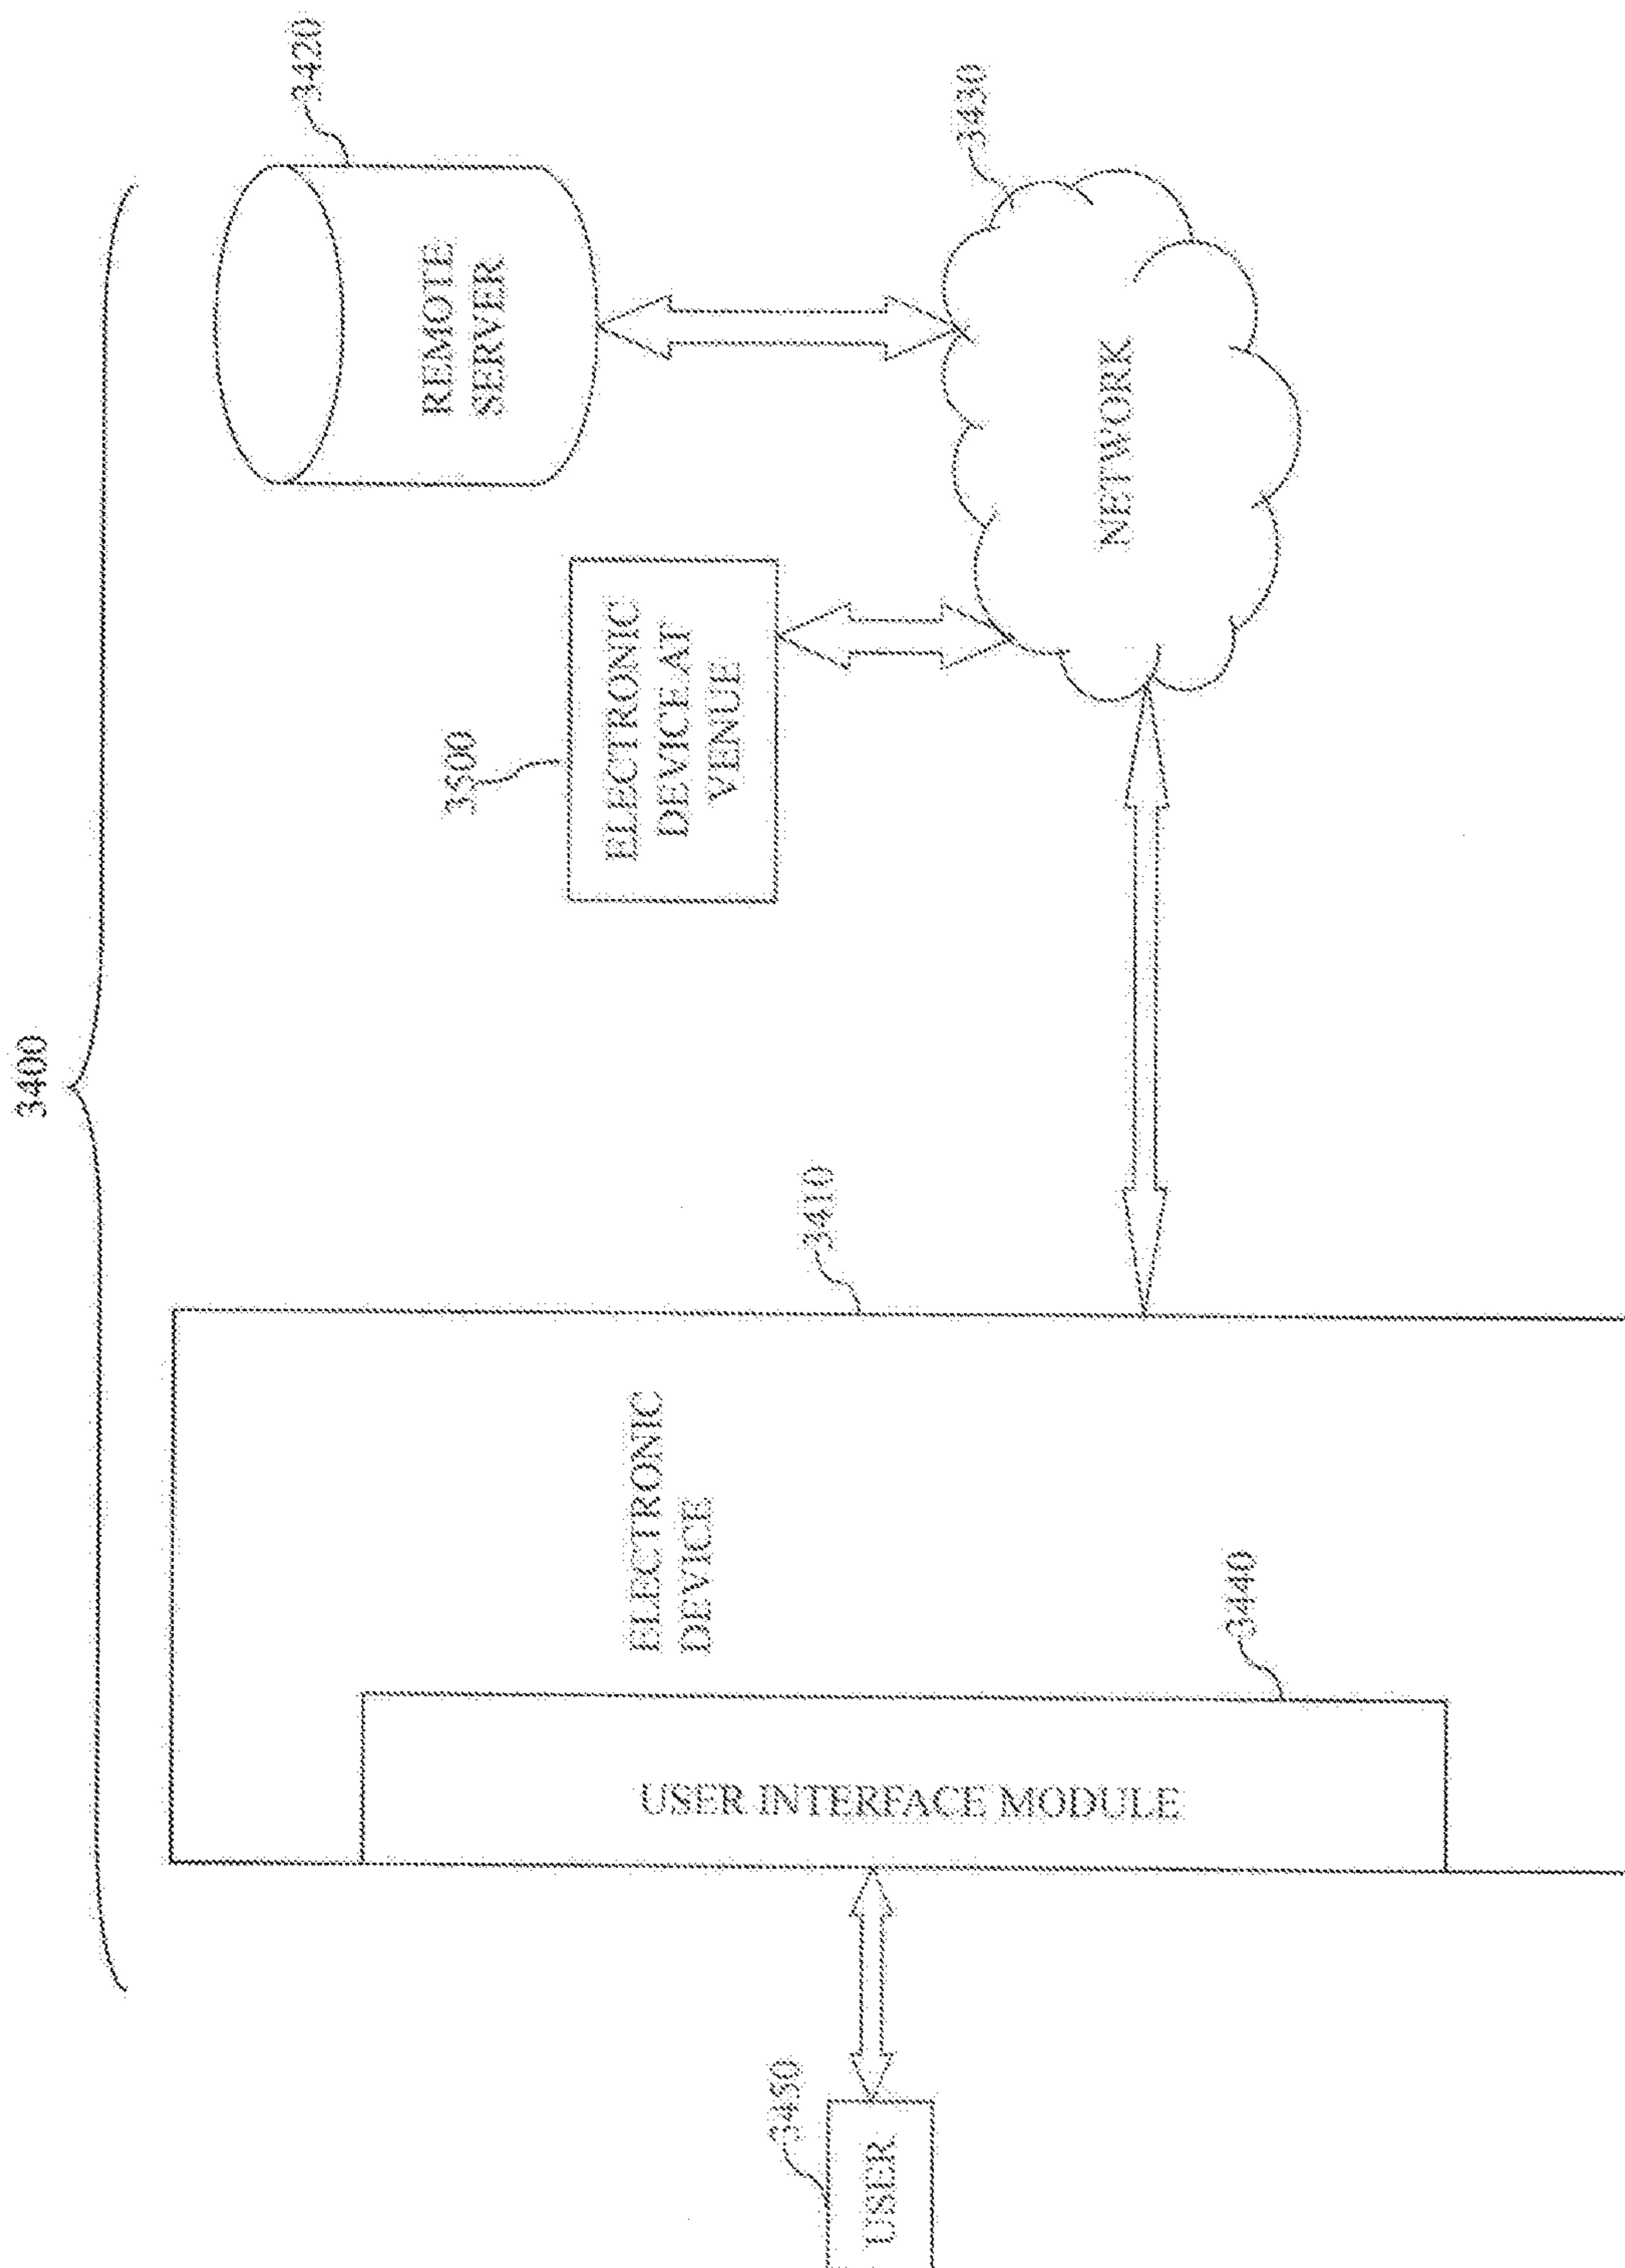 3400
3420
REMOTE
SERVER
3430
NETWORK
3500
ELECTRONIC
DEVICE AT
VENUE
3410
ELECTRONIC
DEVICE
3440
USER INTERFACE MODULE
3450
USER